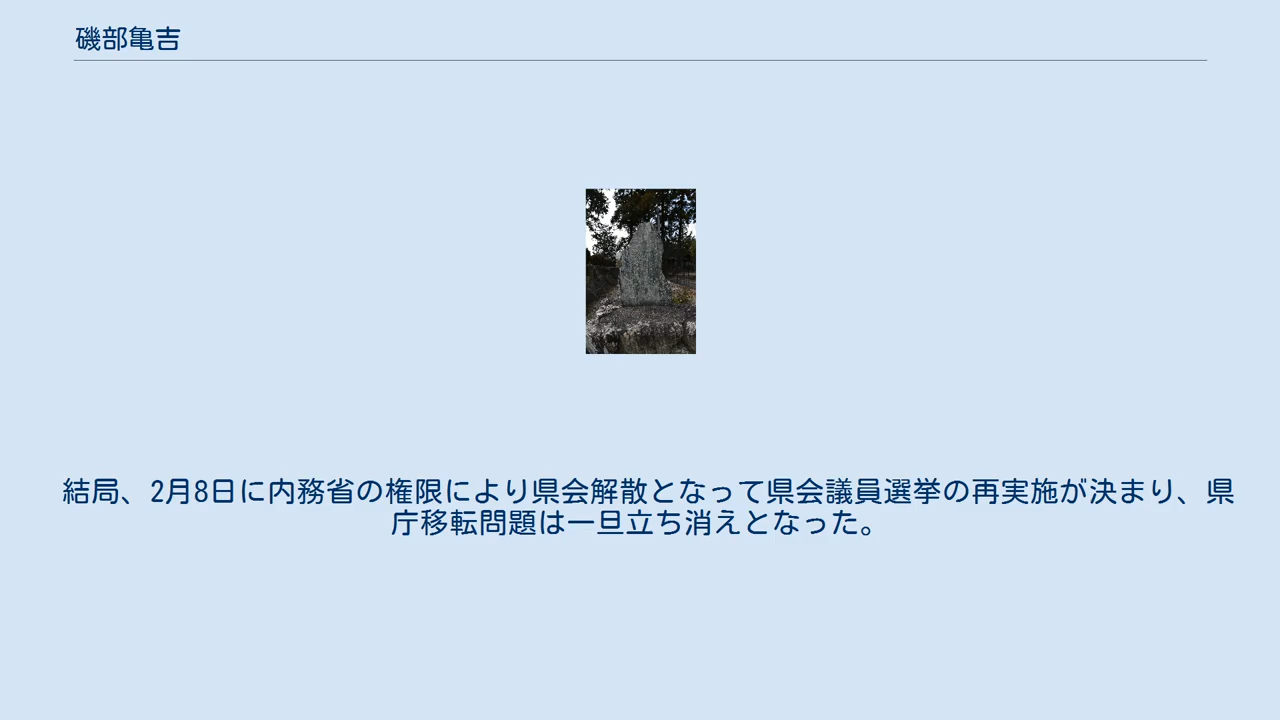 磯部亀吉
結局、2月8日に内務省の権限により県会解散となって県会議員選挙の再実施が決まり、県
庁移転問題は一旦立ち消えとなった。